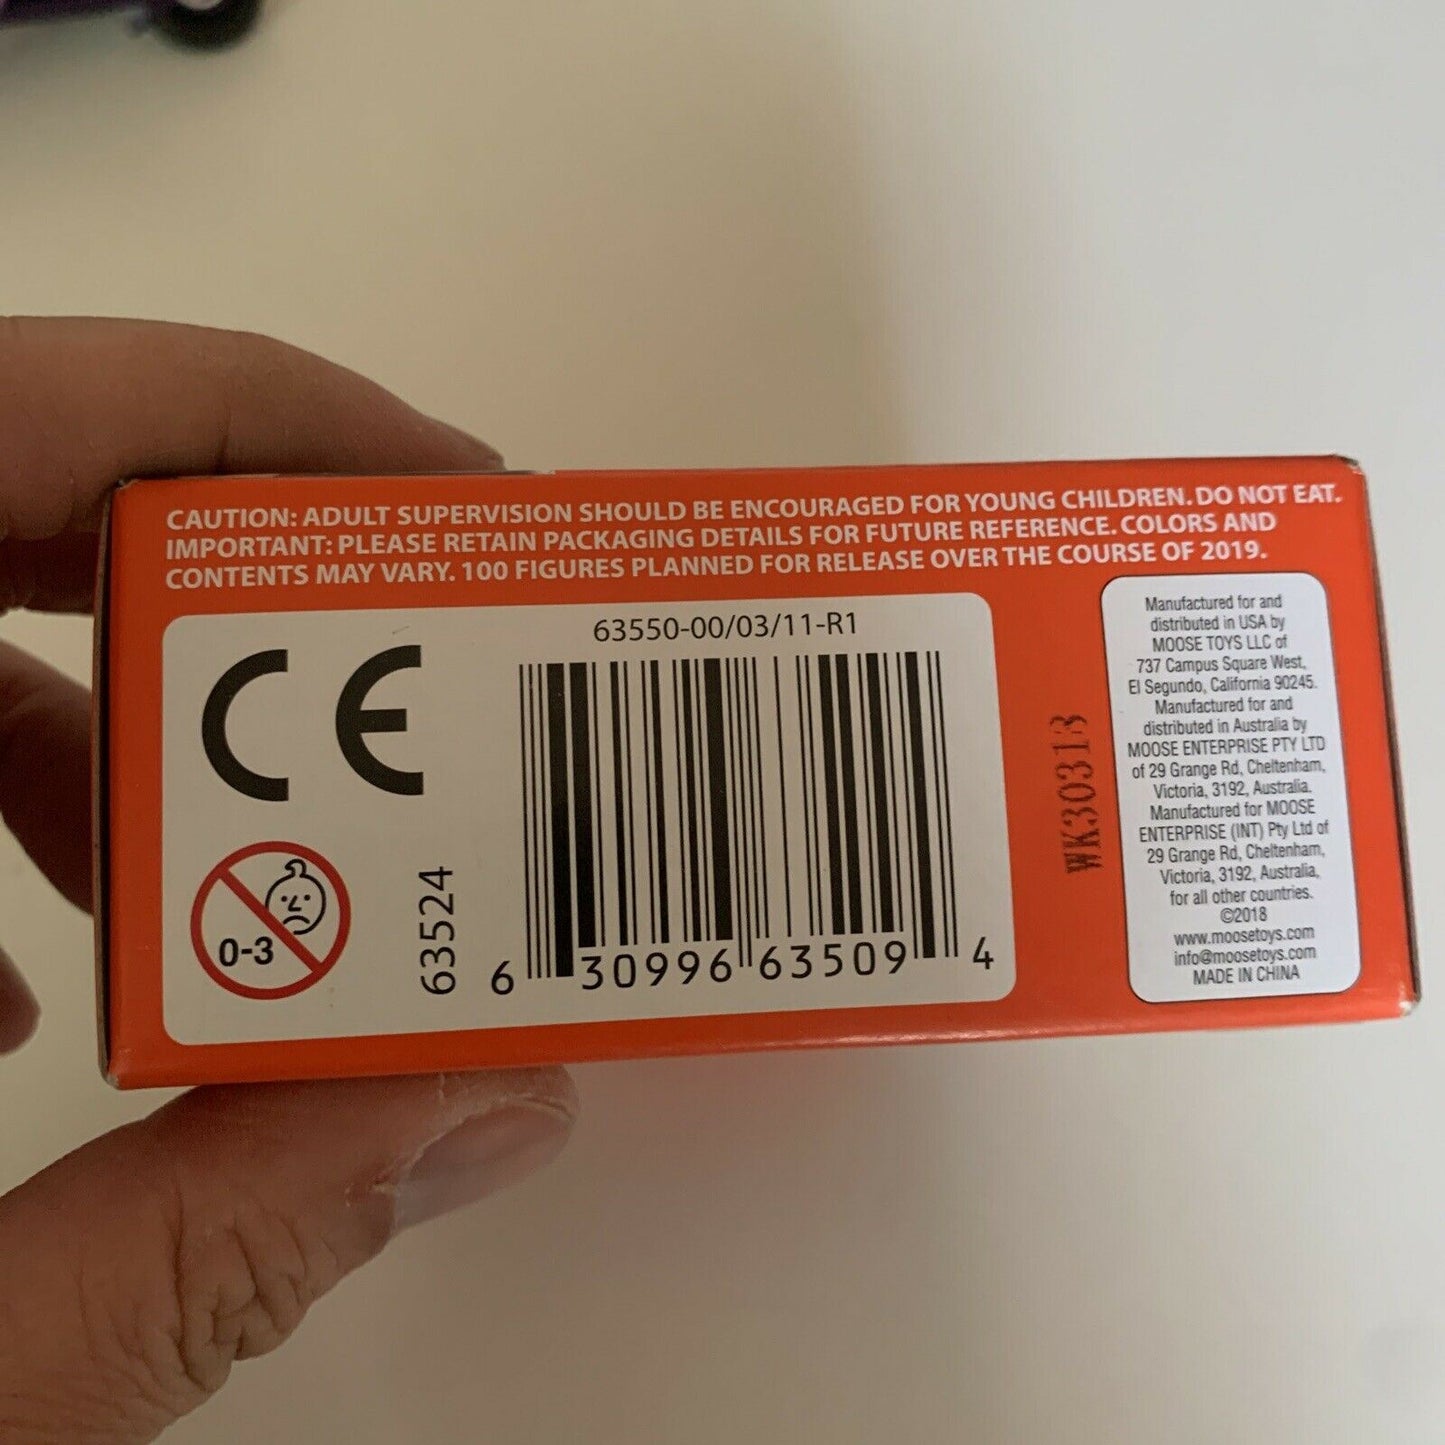 CAUTION: ADULT SUPERVISION SHOULD BE ENCOURAGED FOR YOUNG CHILDREN. DO NOT EAT.
IMPORTANT: PLEASE RETAIN PACKAGING DETAILS FOR FUTURE REFERENCE. COLORS AND
CONTENTS MAY VARY. 100 FIGURES PLANNED FOR RELEASE OVER THE COURSE OF 2019.
CE
0-3
63524
63550-00/03/11-R1
6 30996 63509 4
WK30313
Manufactured for and
distributed in USA by
MOOSE TOYS LLC of
737 Campus Square West,
El Segundo, California 90245.
Manufactured for and
distributed in Australia by
MOOSE ENTERPRISE PTY LTD
of 29 Grange Rd, Cheltenham,
Victoria, 3192, Australia.
Manufactured for MOOSE
ENTERPRISE (INT) Pty Ltd of
29 Grange Rd, Cheltenham,
Victoria, 3192, Australia,
for all other countries.
©2018
www.moosetoys.com
info@moosetoys.com
MADE IN CHINA